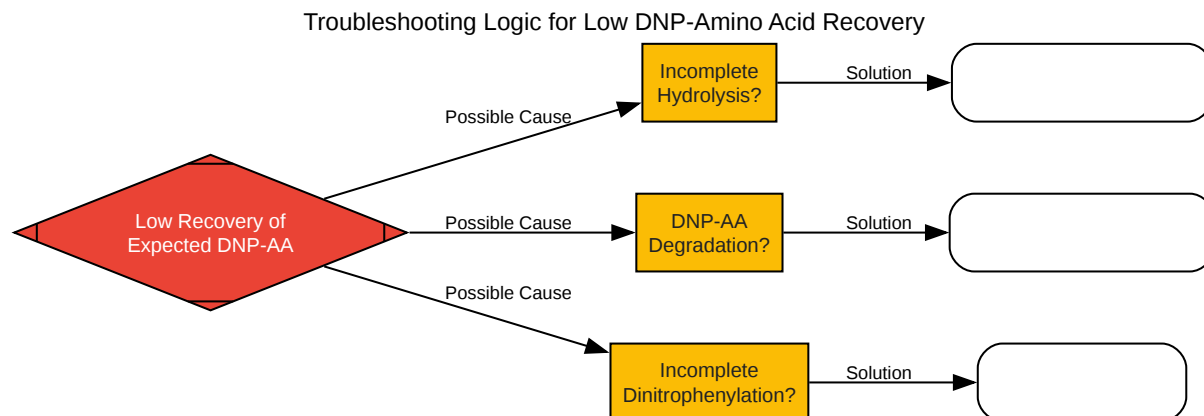 Troubleshooting Logic for Low DNP-Amino Acid Recovery
Incomplete
Hydrolysis?
Solution
Possible Cause
Low Recovery of
Expected DNP-AA
Possible Cause
DNP-AA
Degradation?
Solution
Possible Cause
Incomplete
Dinitrophenylation?
Solution